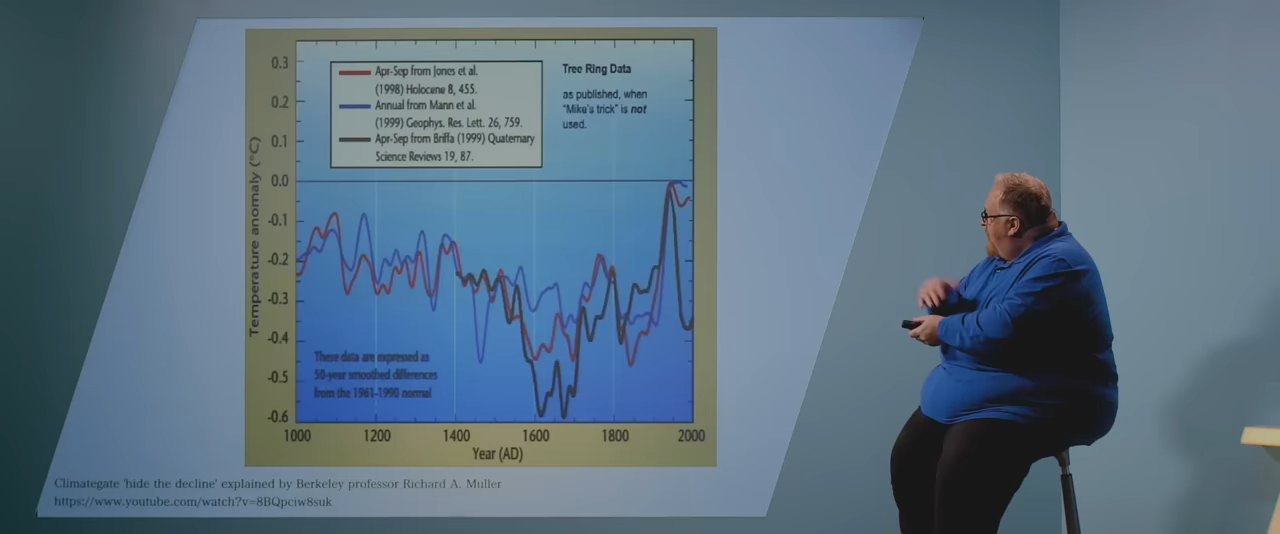 0.3
0.2
0.1
0.0
-0.1
-0.2
-0.3
-0.4
-0.5
-0.6
Temperature anomaly (°C)
Apr-Sep from Jones et al.
(1998) Holocene 8, 455.
Annual from Mann et al.
(1999) Geophys. Res. Lett. 26, 759.
Apr-Sep from Briffa (1999) Quaternary
Science Reviews 19, 87.
Tree Ring Data
as published, when
"Mike's trick" is not
used.
These data are expressed as
50-year smoothed differences
from the 1961-1990 normal
1000 1200 1400 1600 1800 2000
Year (AD)
Climategate 'hide the decline' explained by Berkeley professor Richard A. Muller
https://www.youtube.com/watch?v=8BQpciw8suk